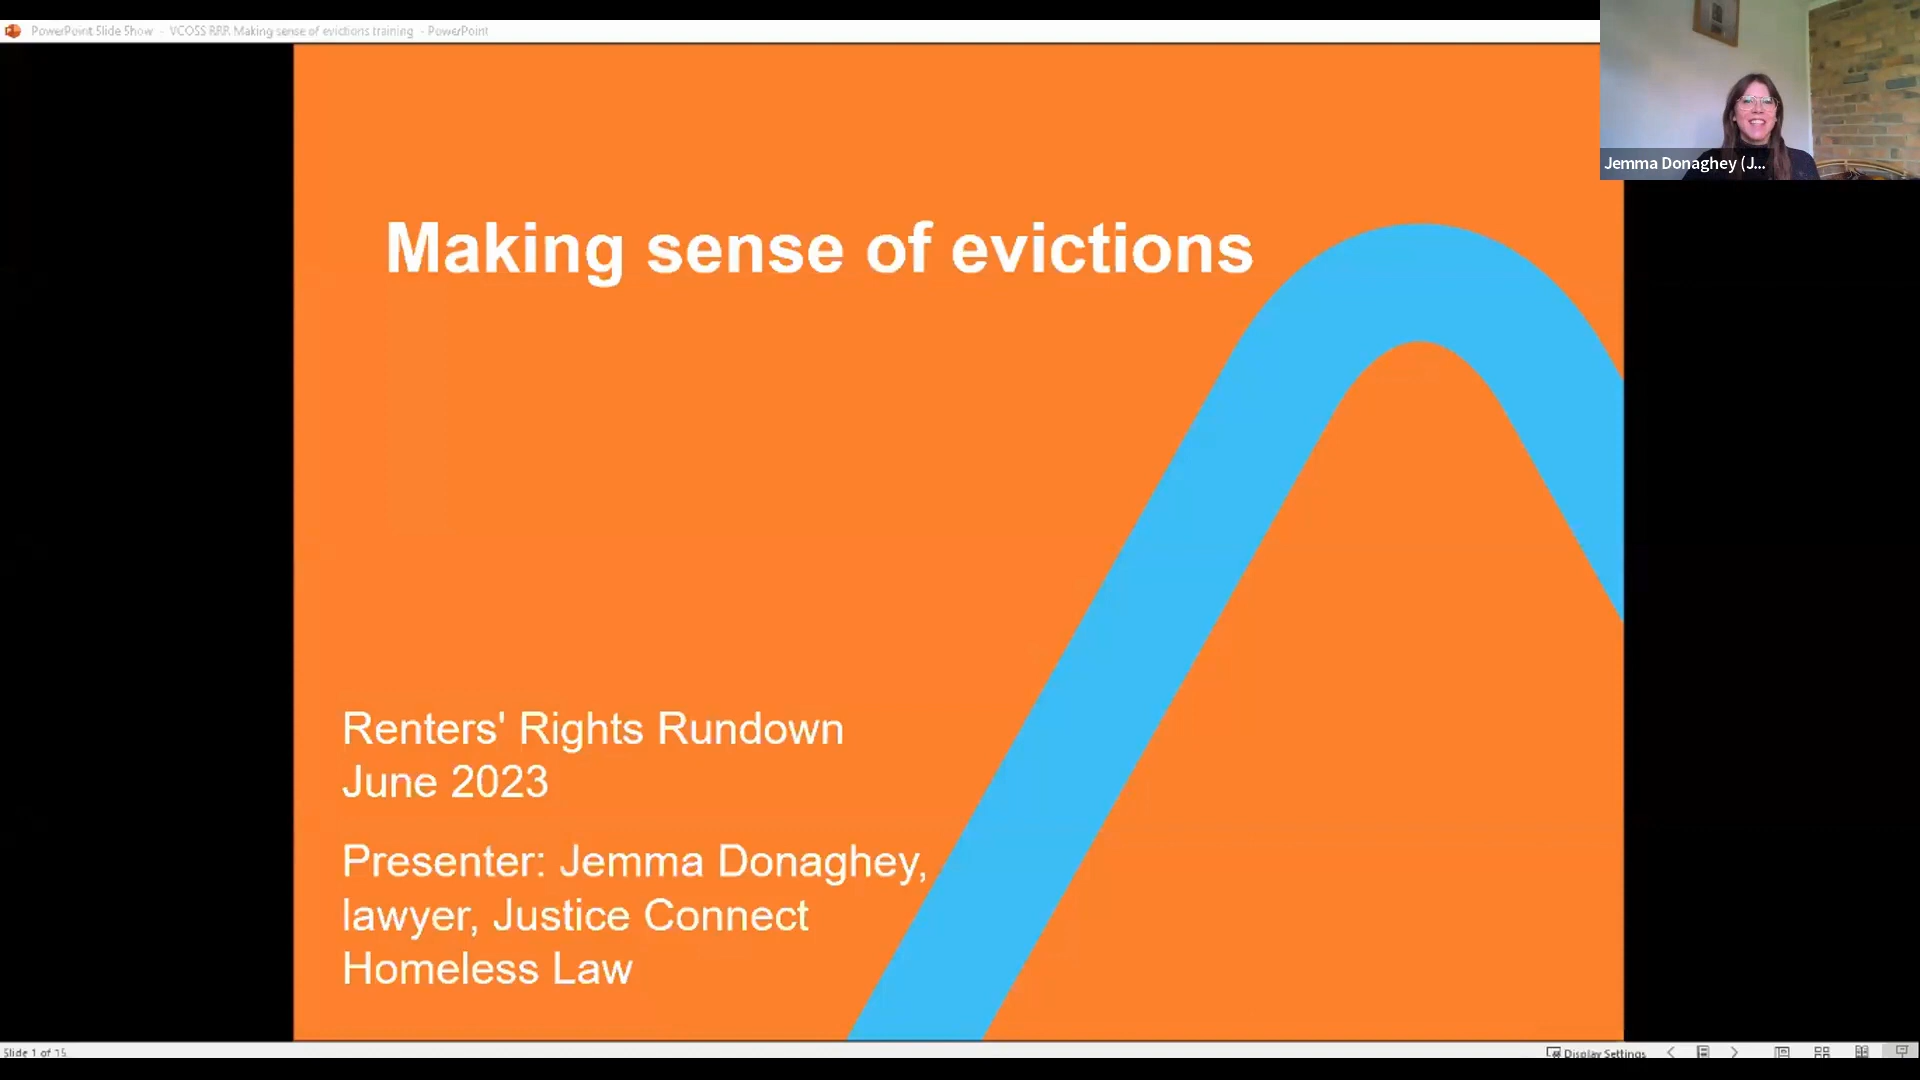 PowerPoint Slide Show - VCOSS RRR Making sense of evictions training - PowerPoint
Jemma Donaghey (J...
Making sense of evictions
Renters' Rights Rundown
June 2023
Presenter: Jemma Donaghey,
lawyer, Justice Connect
Homeless Law
Slide 1 of 15
Display Settings